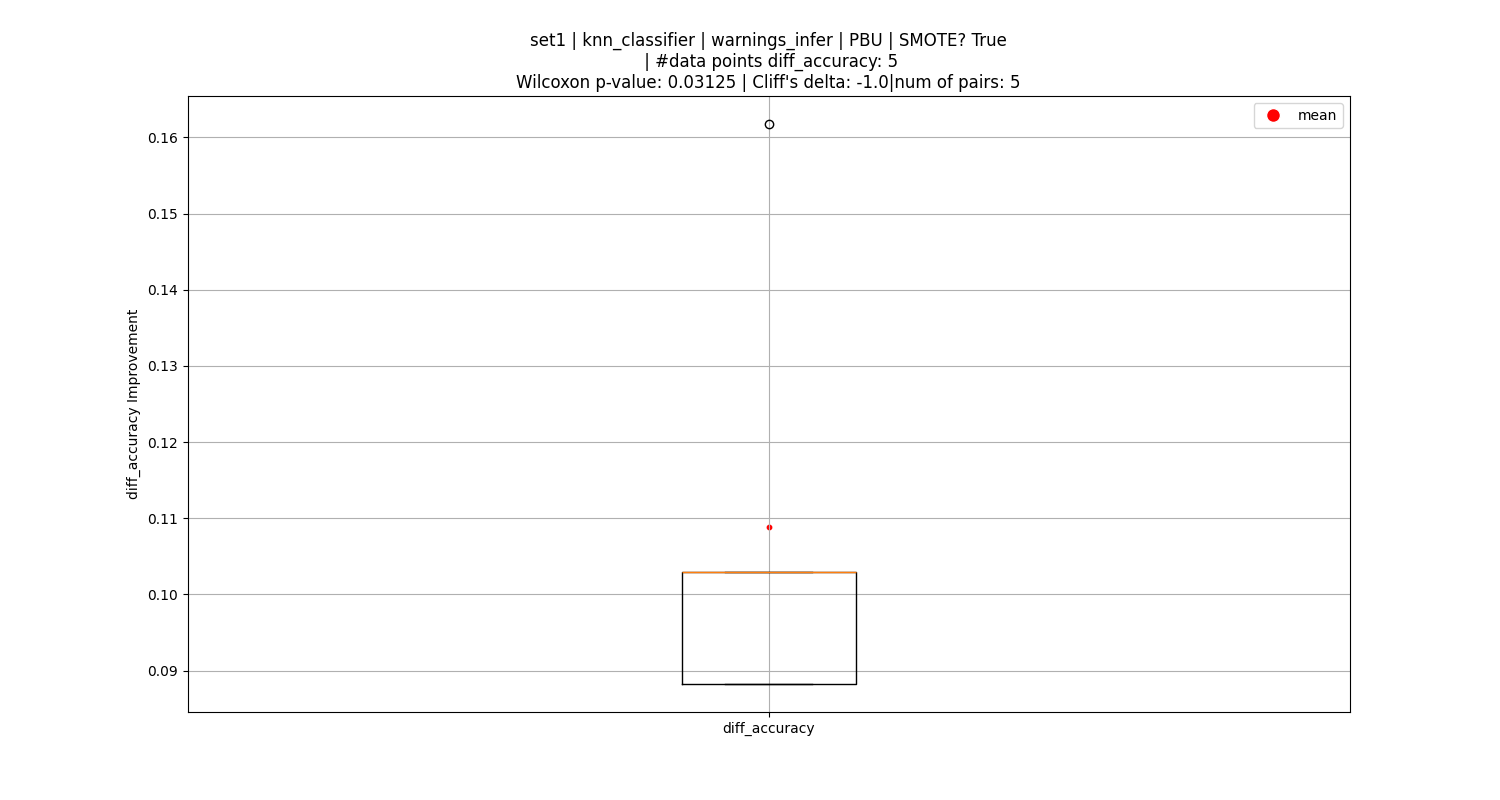 set1 | knn_classifier | warnings_infer | PBU | SMOTE? True
| #data points diff_accuracy: 5
Wilcoxon p-value: 0.03125 | Cliff's delta: -1.0|num of pairs: 5
mean
0.16
0.15
0.14
0.13
0.12
0.11
0.10
0.09
diff_accuracy Improvement
diff_accuracy